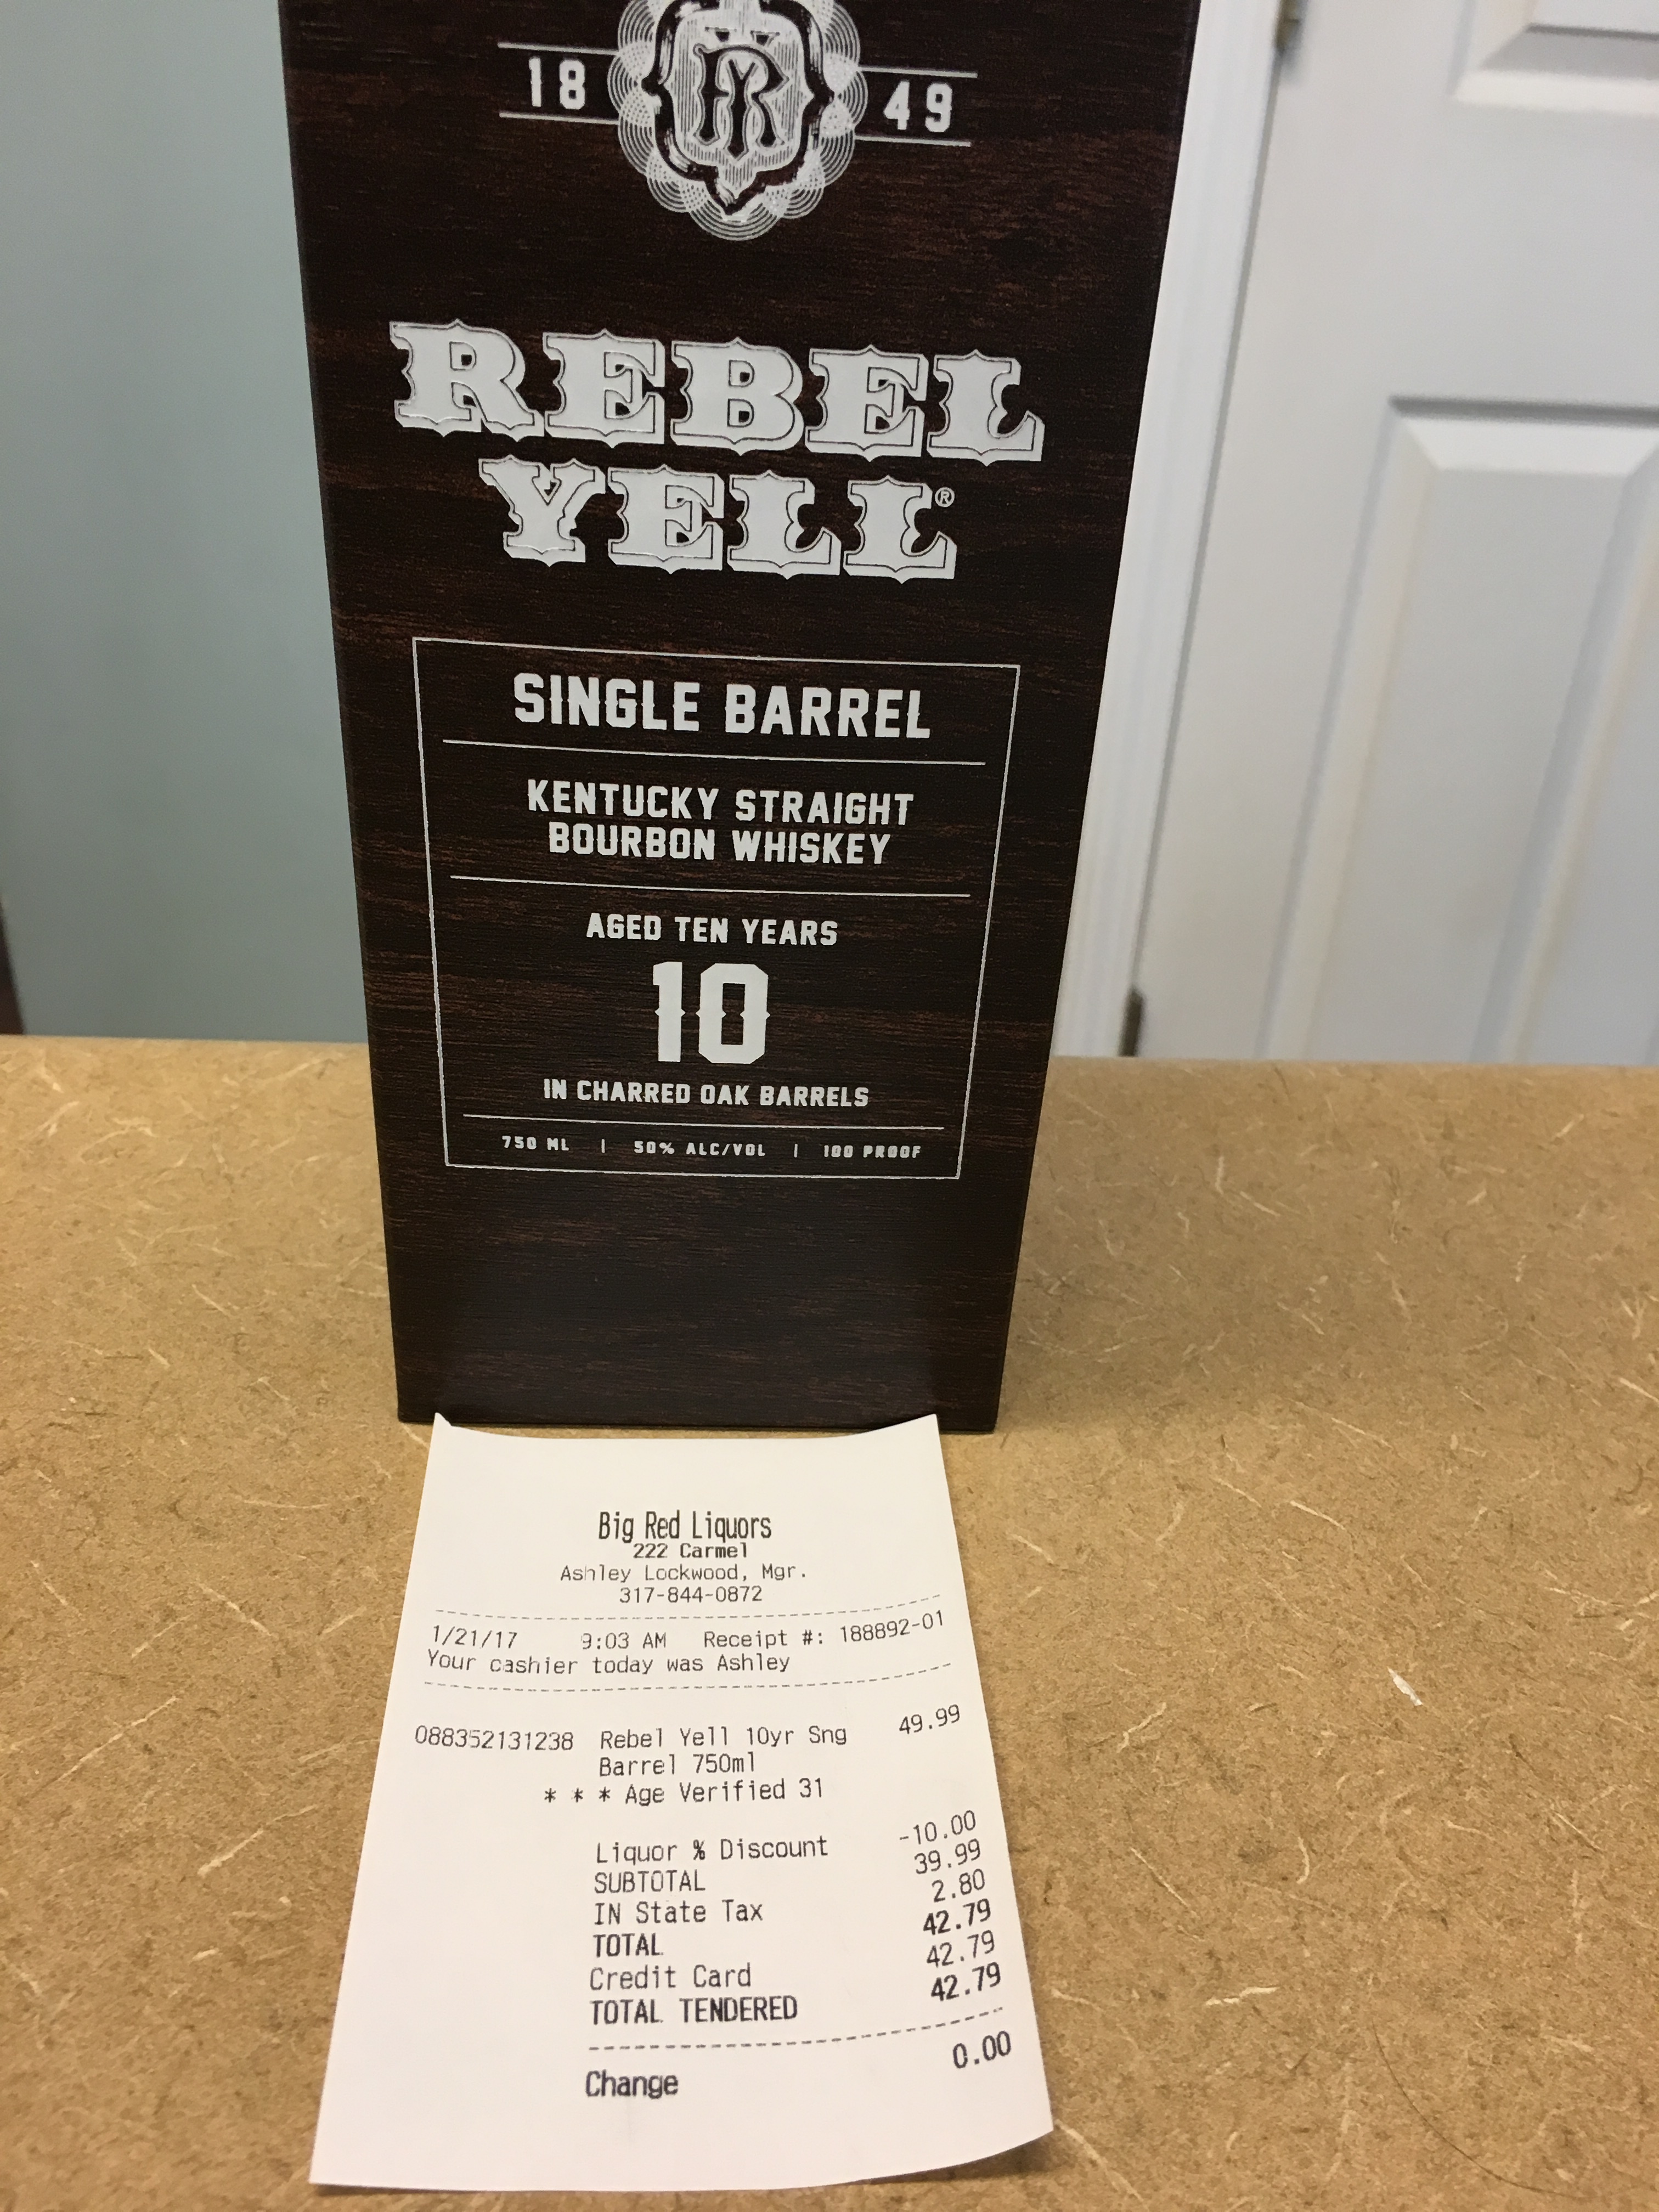 18 RY 49
REBEL
YELL®
SINGLE BARREL
KENTUCKY STRAIGHT
BOURBON WHISKEY
AGED TEN YEARS
10
IN CHARRED OAK BARRELS
750 ML | 50% ALC/VOL | 100 PROOF
Big Red Liquors
222 Carmel
Ashley Lockwood, Mgr.
317-844-0872
1/21/17 9:03 AM Receipt #: 188892-01
Your cashier today was Ashley
088352131238 Rebel Yell 10yr Sng 49.99
Barrel 750ml
* * * Age Verified 31
Liquor % Discount -10.00
SUBTOTAL 39.99
IN State Tax 2.80
TOTAL 42.79
Credit Card 42.79
TOTAL TENDERED 42.79
Change 0.00